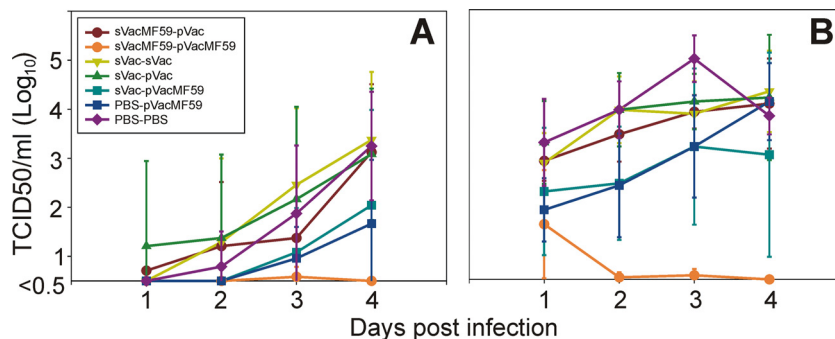 A
B
sVacMF59-pVac
sVacMF59-pVacMF59
sVac-sVac
sVac-pVac
sVac-pVacMF59
PBS-pVacMF59
PBS-PBS
TCID50/ml (Log10)
5
4
3
2
1
<0.5
1 2 3 4
1 2 3 4
Days post infection